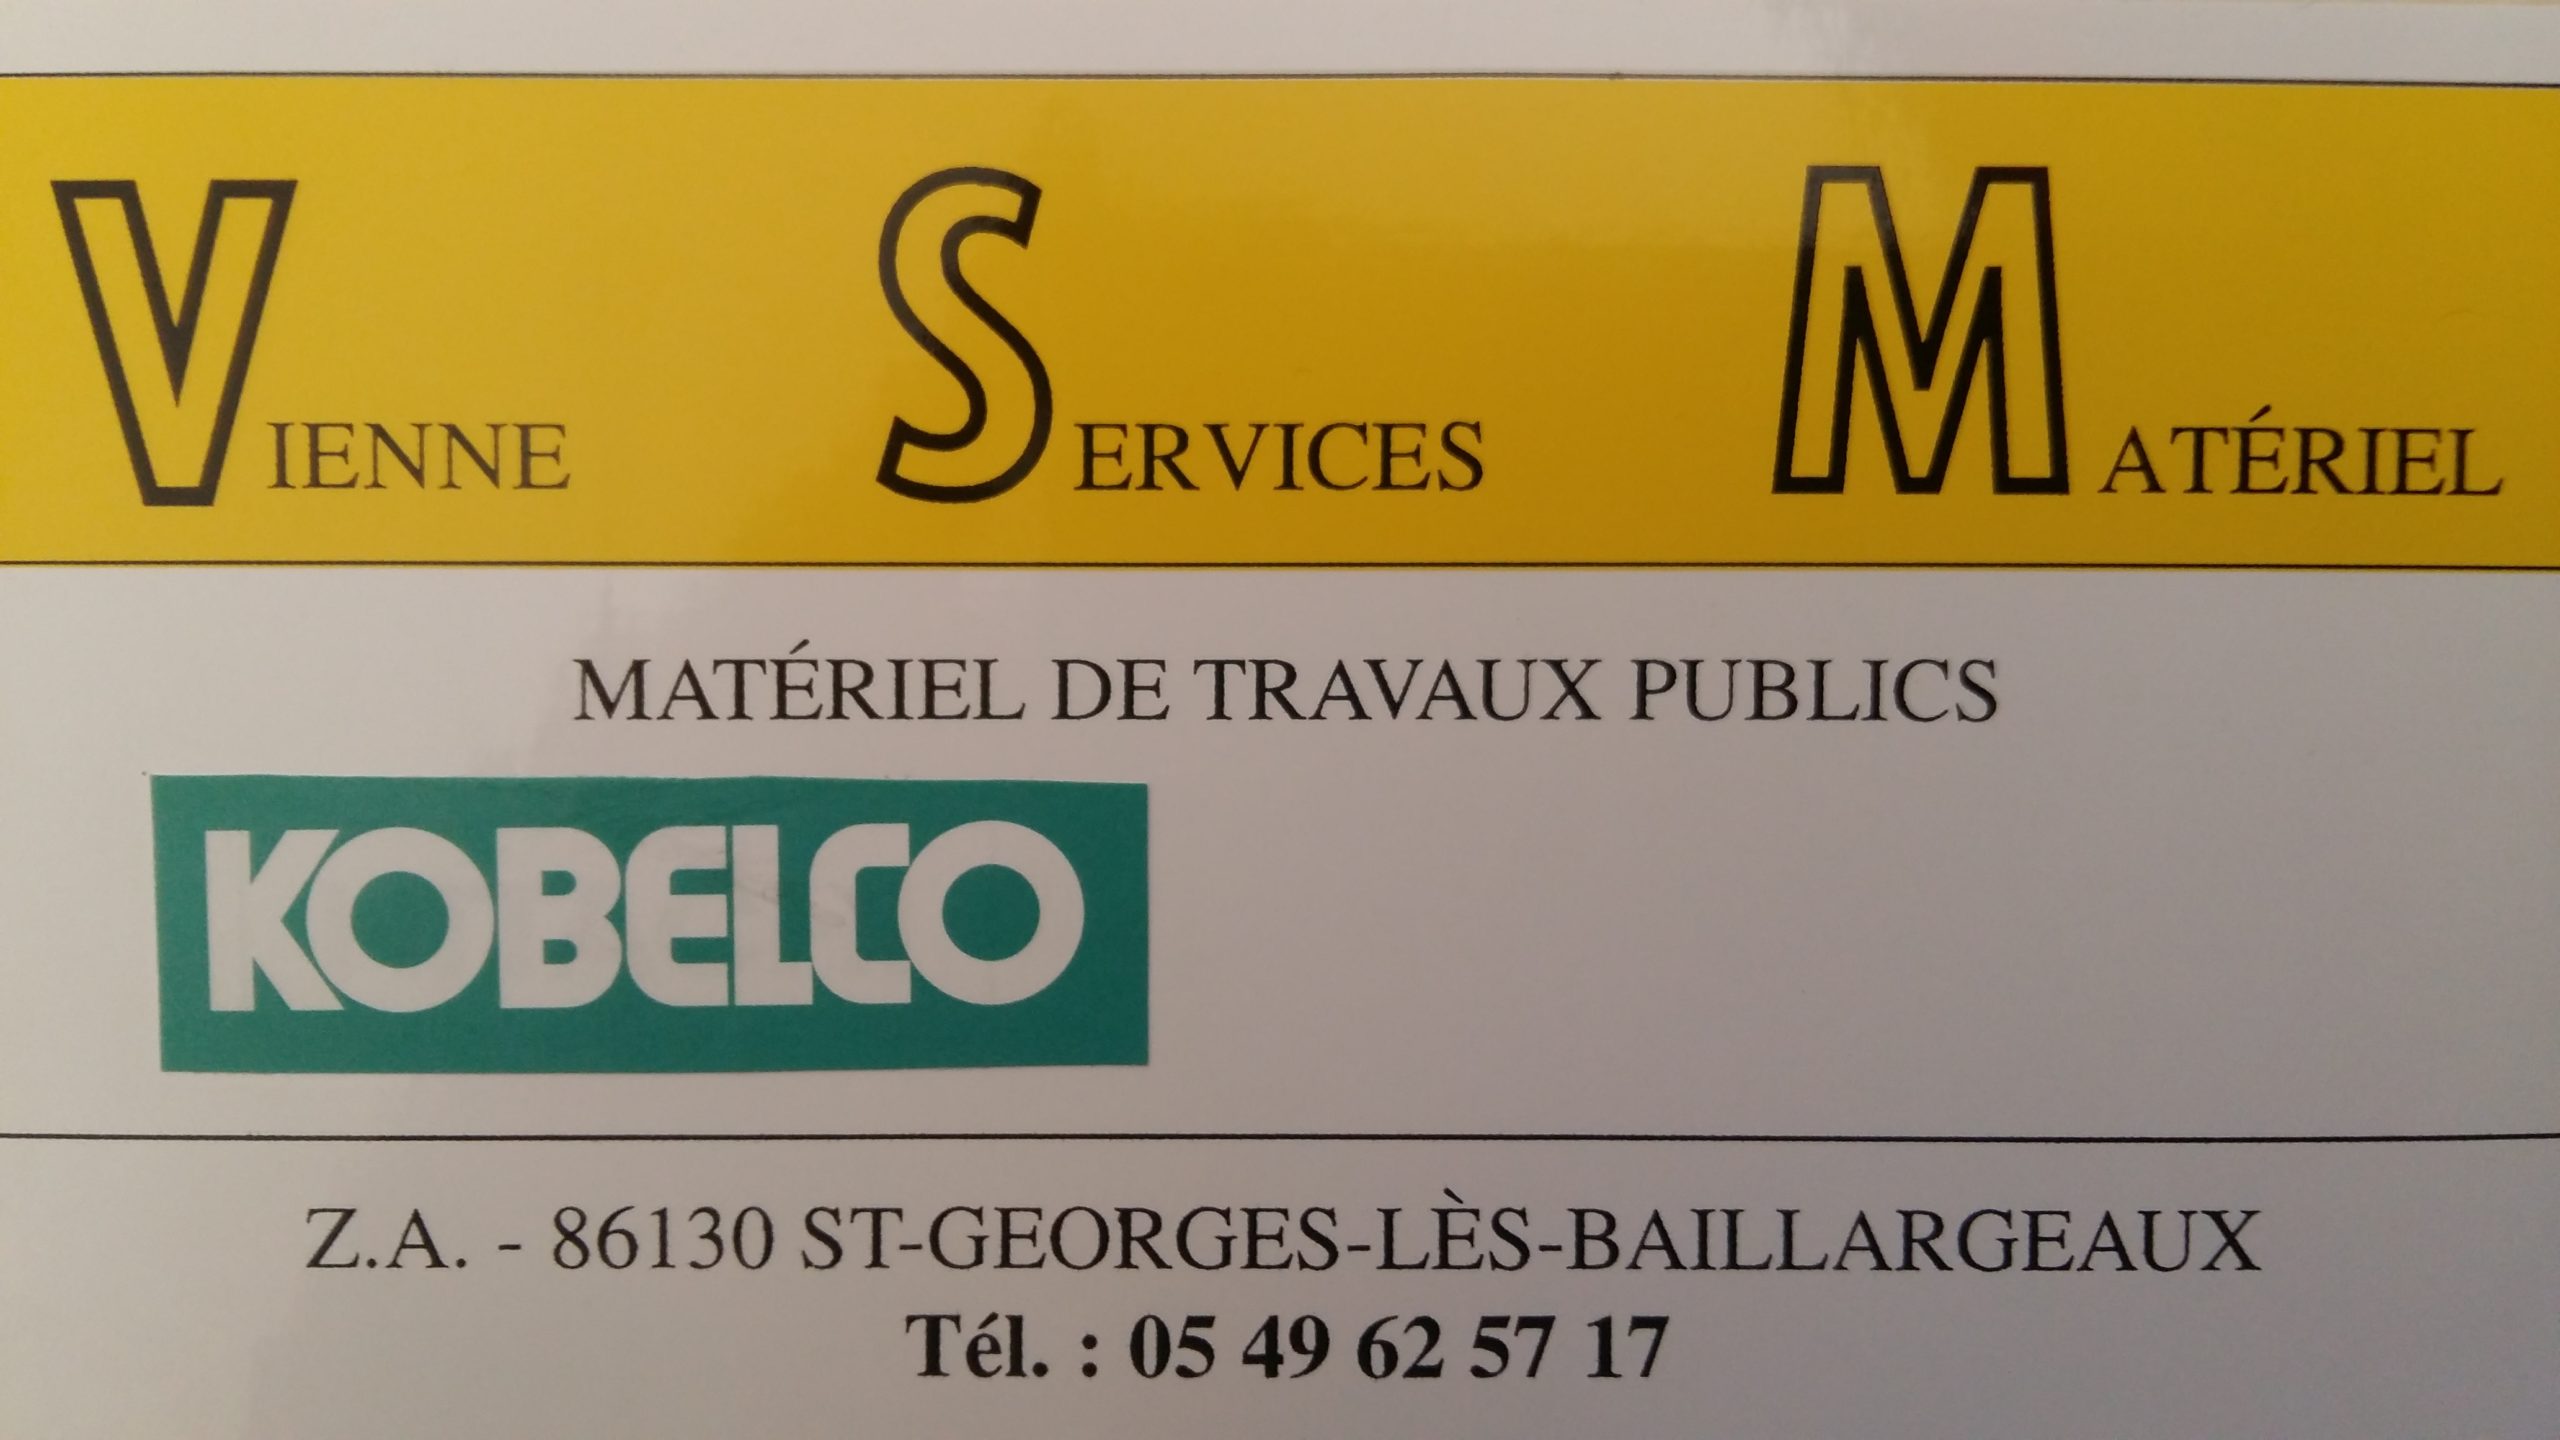 VIENNE SERVICES MATÉRIEL
MATÉRIEL DE TRAVAUX PUBLICS
KOBELCO
Z.A. - 86130 ST-GEORGES-LÈS-BAILLARGEAUX
Tél. : 05 49 62 57 17